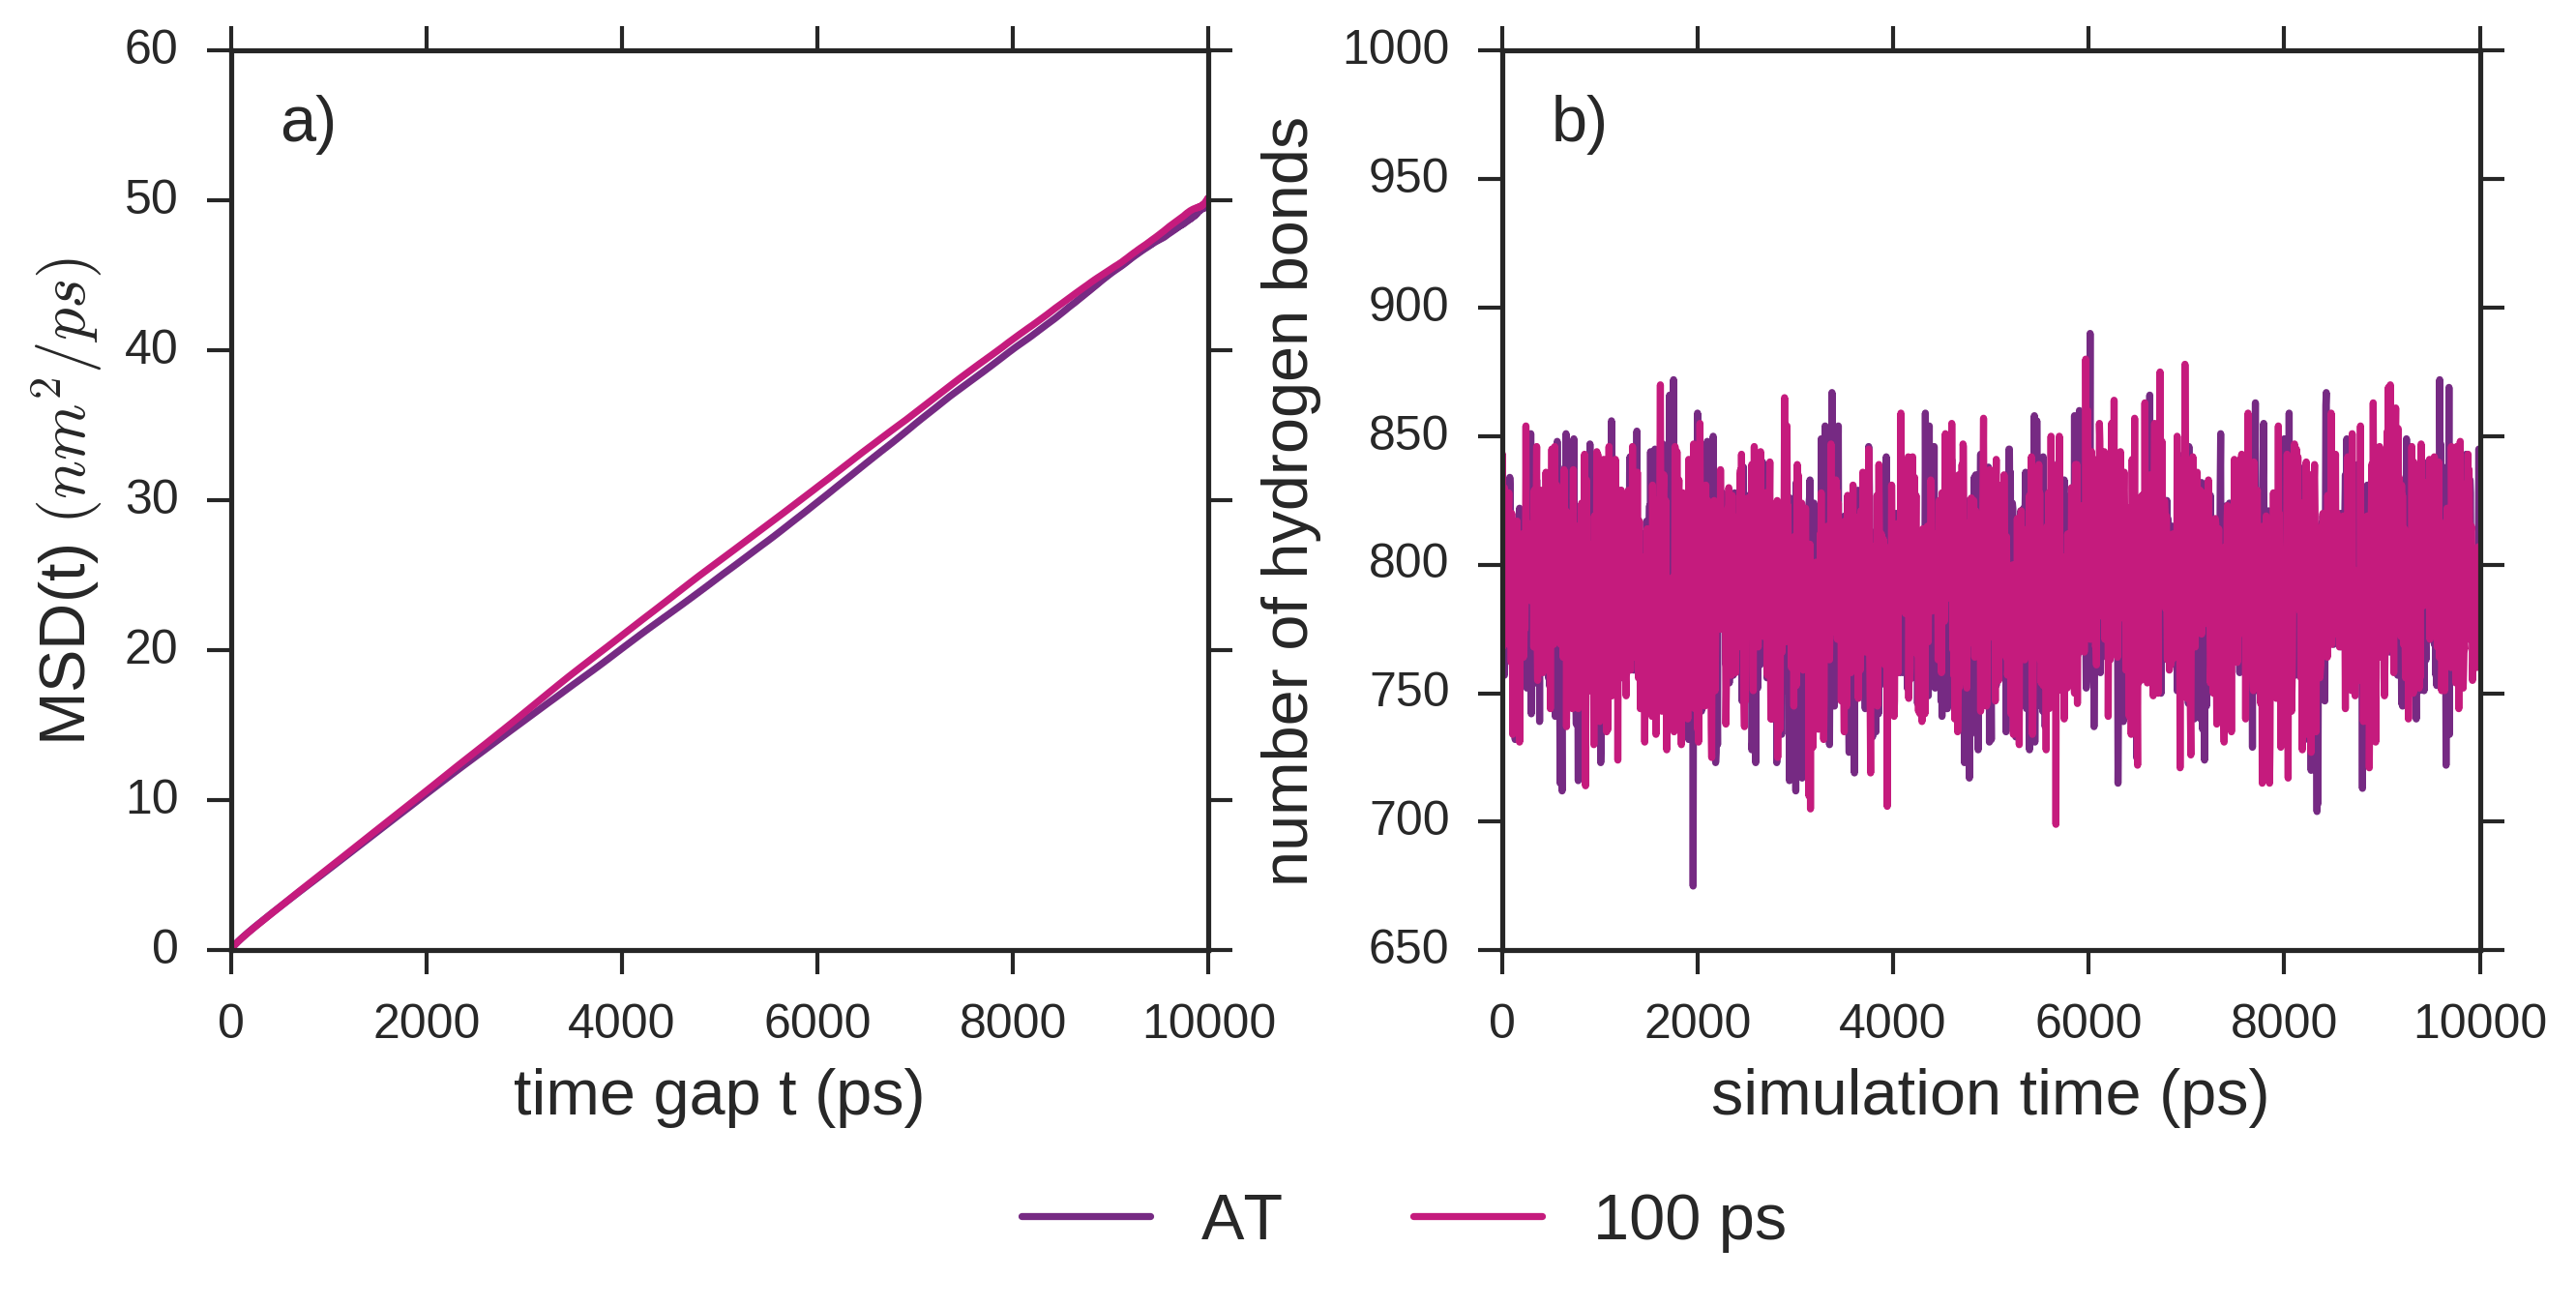 a)
60
50
40
30
20
10
0
MSD(t) (nm²/ps)
0 2000 4000 6000 8000 10000
time gap t (ps)
b)
1000
950
900
850
800
750
700
650
number of hydrogen bonds
0 2000 4000 6000 8000 10000
simulation time (ps)
AT 100 ps